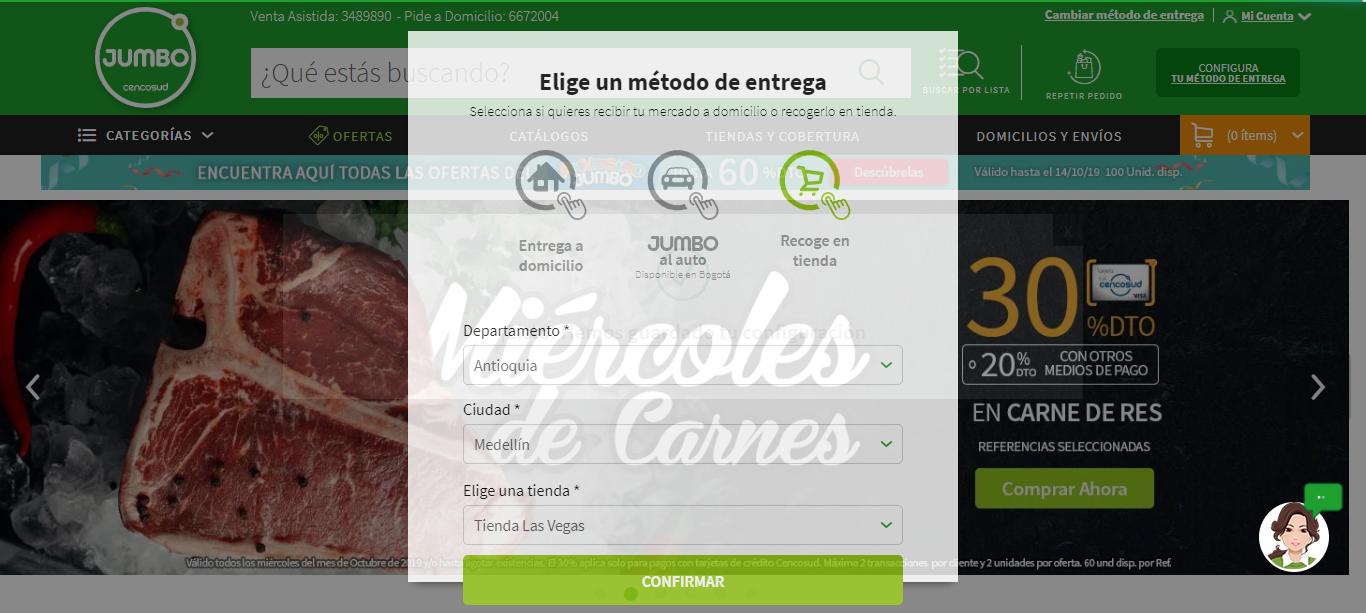 Venta Asistida: 3489890 - Pide a Domicilio: 6672004
Cambiar método de entrega
Mi Cuenta
JUMBO
cencosud
¿Qué estás buscando?
BUSCAR POR LISTA
REPETIR PEDIDO
CONFIGURA
TU MÉTODO DE ENTREGA
Elige un método de entrega
Selecciona si quieres recibir tu mercado a domicilio o recogerlo en tienda.
CATEGORÍAS
OFERTAS
CATÁLOGOS
TIENDAS Y COBERTURA
DOMICILIOS Y ENVÍOS
(0 ítems)
ENCUENTRA AQUÍ TODAS LAS OFERTAS DE
JUMBO
60 %DTO
Descúbrelas
Válido hasta el 14/10/19 100 Unid. disp.
X
Entrega a
domicilio
JUMBO
al auto
Disponible en Bogotá
Recoge en
tienda
Hemos guardado tu configuración
Miércoles
de Carnes
Departamento *
Antioquia
Ciudad *
Medellín
Elige una tienda *
Tienda Las Vegas
CONFIRMAR
30 %DTO
cencosud
VISA
o 20% DTO CON OTROS
MEDIOS DE PAGO
EN CARNE DE RES
REFERENCIAS SELECCIONADAS
Comprar Ahora
Válido todos los miércoles del mes de Octubre de 2019 y/o hasta agotar existencias. El 30% aplica solo para pagos con tarjetas de crédito Cencosud. Máximo 2 transacciones por cliente y 2 unidades por oferta. 60 und disp. por Ref.